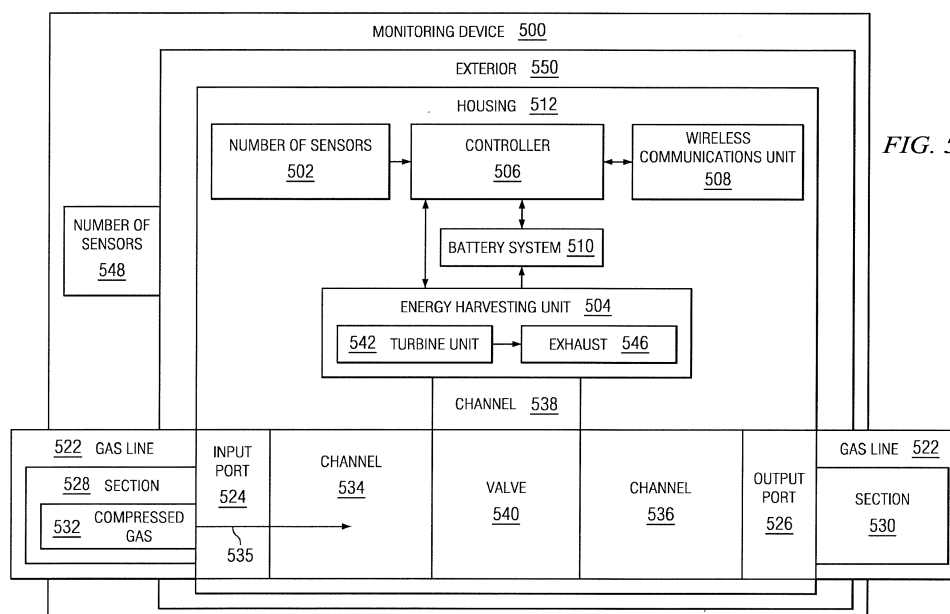 MONITORING DEVICE 500
EXTERIOR 550
HOUSING 512
NUMBER OF SENSORS
502
CONTROLLER
506
WIRELESS
COMMUNICATIONS UNIT
508
FIG. 5
NUMBER OF
SENSORS
548
BATTERY SYSTEM 510
ENERGY HARVESTING UNIT 504
542 TURBINE UNIT
EXHAUST 546
CHANNEL 538
522 GAS LINE
528 SECTION
532 COMPRESSED
GAS
INPUT
PORT
524
535
CHANNEL
534
VALVE
540
CHANNEL
536
OUTPUT
PORT
526
GAS LINE 522
SECTION
530